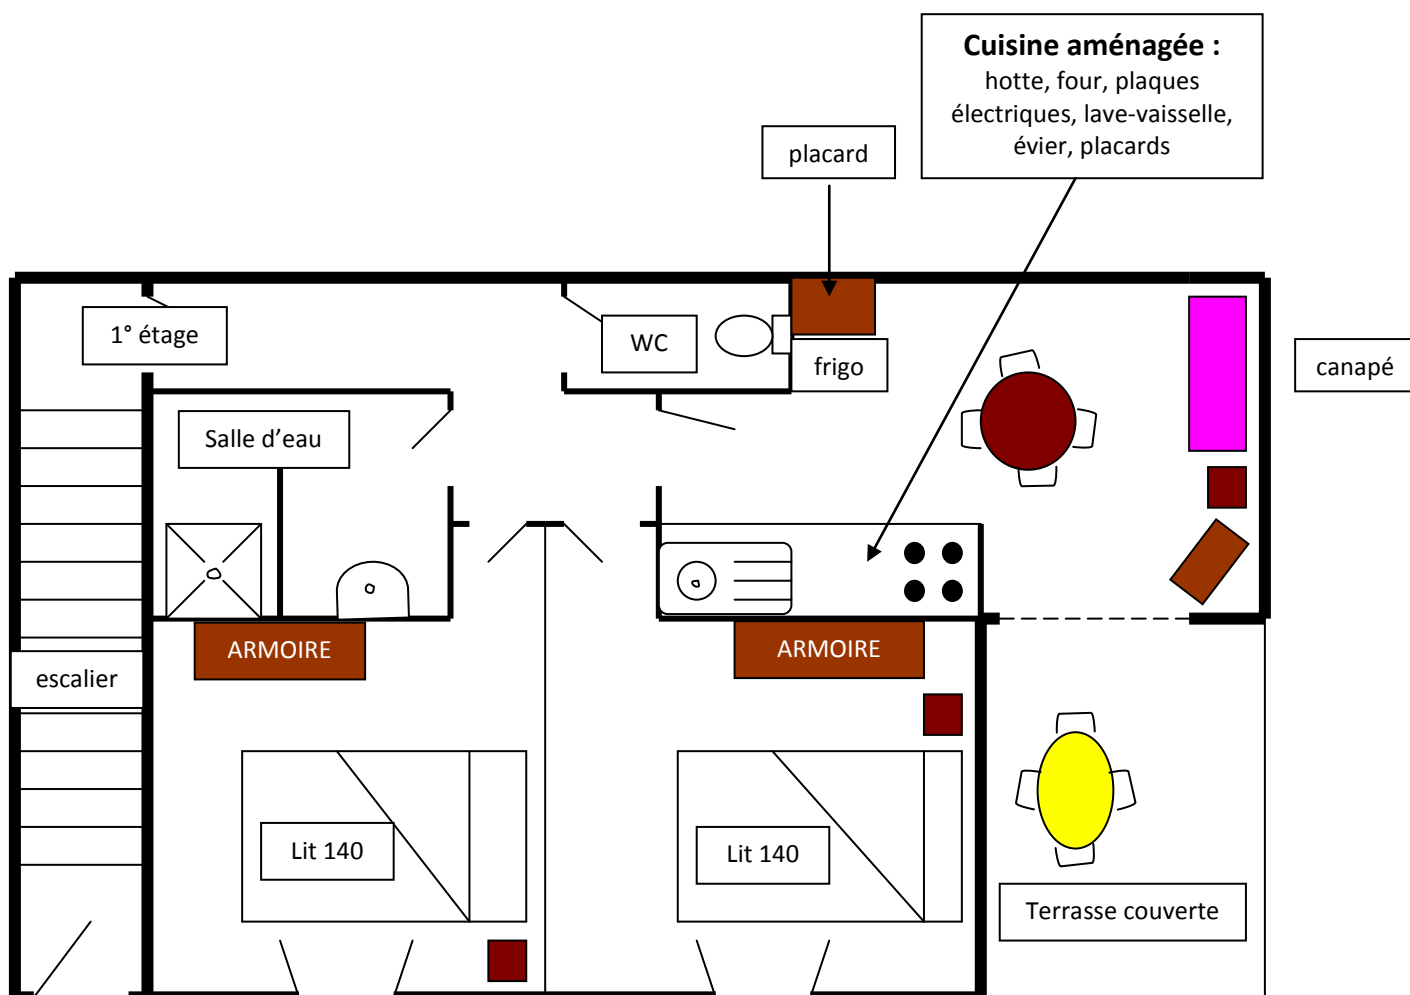 Cuisine aménagée :
hotte, four, plaques
électriques, lave-vaisselle,
évier, placards
placard
1° étage
WC
frigo
canapé
Salle d’eau
ARMOIRE
ARMOIRE
escalier
Lit 140
Lit 140
Terrasse couverte